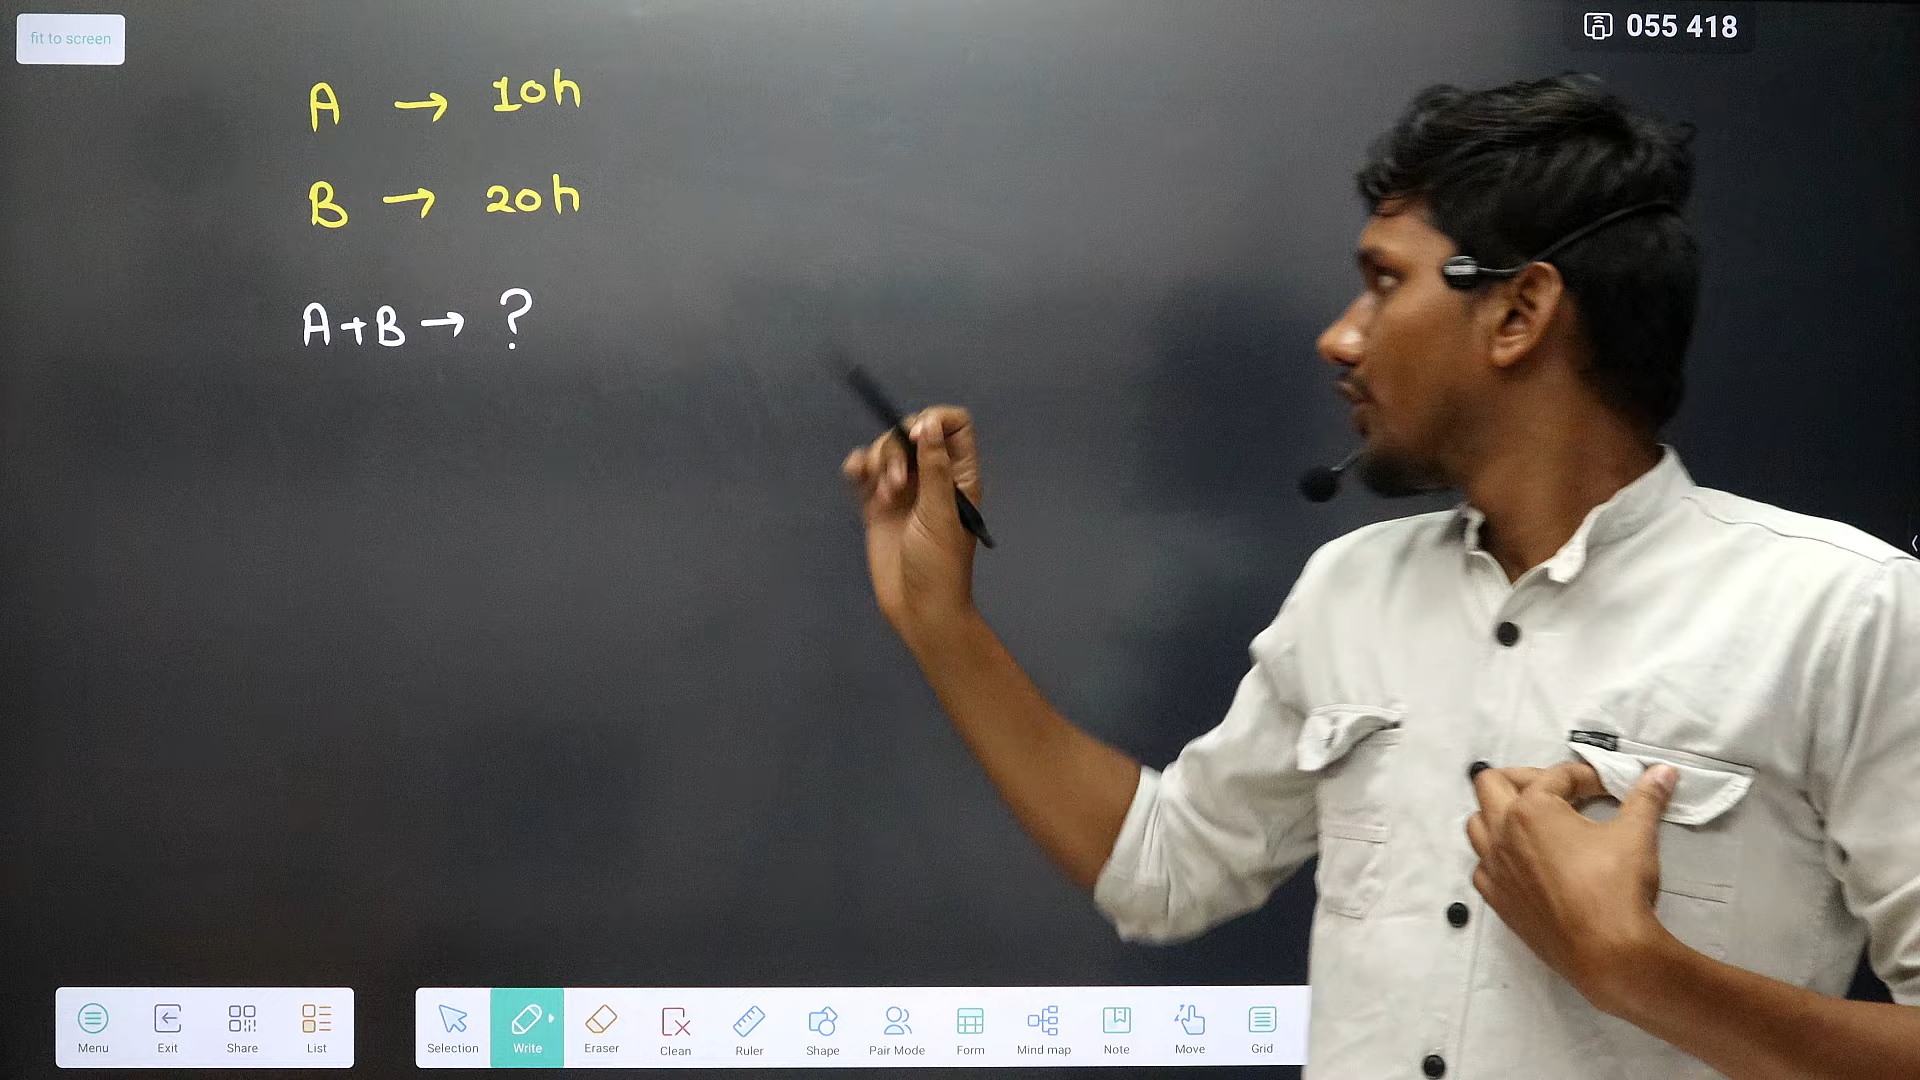 fit to screen
055 418
A → 10h
B → 20h
A+B → ?
Menu Exit Share List
Selection Write Eraser Clean Ruler Shape Pair Mode Form Mind map Note Move Grid